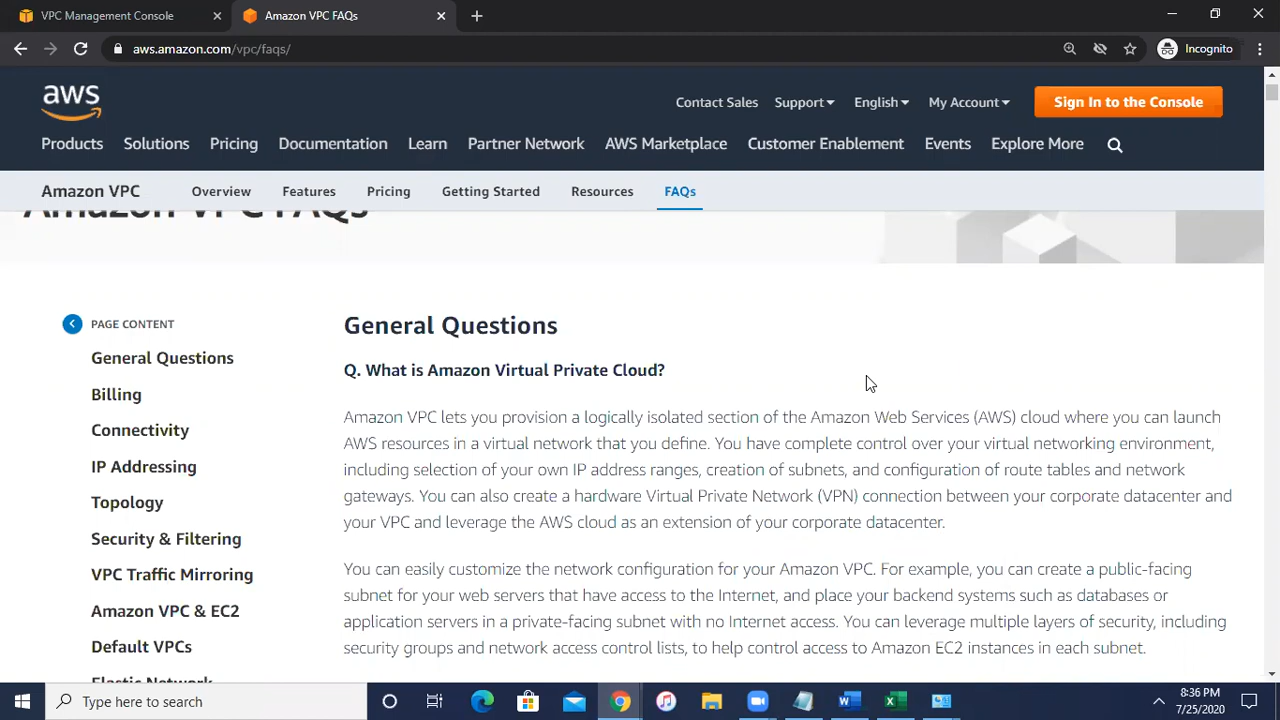 VPC Management Console
Amazon VPC FAQs
aws.amazon.com/vpc/faqs/
Incognito
aws
Contact Sales Support English My Account Sign In to the Console
Products Solutions Pricing Documentation Learn Partner Network AWS Marketplace Customer Enablement Events Explore More
Amazon VPC Overview Features Pricing Getting Started Resources FAQs
Amazon VPC FAQs
PAGE CONTENT
General Questions
Billing
Connectivity
IP Addressing
Topology
Security & Filtering
VPC Traffic Mirroring
Amazon VPC & EC2
Default VPCs
Elastic Network
General Questions
Q. What is Amazon Virtual Private Cloud?
Amazon VPC lets you provision a logically isolated section of the Amazon Web Services (AWS) cloud where you can launch
AWS resources in a virtual network that you define. You have complete control over your virtual networking environment,
including selection of your own IP address ranges, creation of subnets, and configuration of route tables and network
gateways. You can also create a hardware Virtual Private Network (VPN) connection between your corporate datacenter and
your VPC and leverage the AWS cloud as an extension of your corporate datacenter.
You can easily customize the network configuration for your Amazon VPC. For example, you can create a public-facing
subnet for your web servers that have access to the Internet, and place your backend systems such as databases or
application servers in a private-facing subnet with no Internet access. You can leverage multiple layers of security, including
security groups and network access control lists, to help control access to Amazon EC2 instances in each subnet.
Type here to search
8:36 PM
7/25/2020